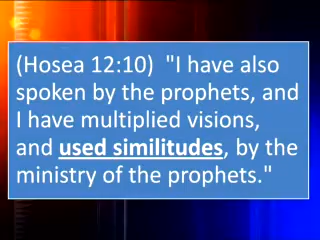 (Hosea 12:10)  "I have also
spoken by the prophets, and
I have multiplied visions,
and used similitudes, by the
ministry of the prophets."